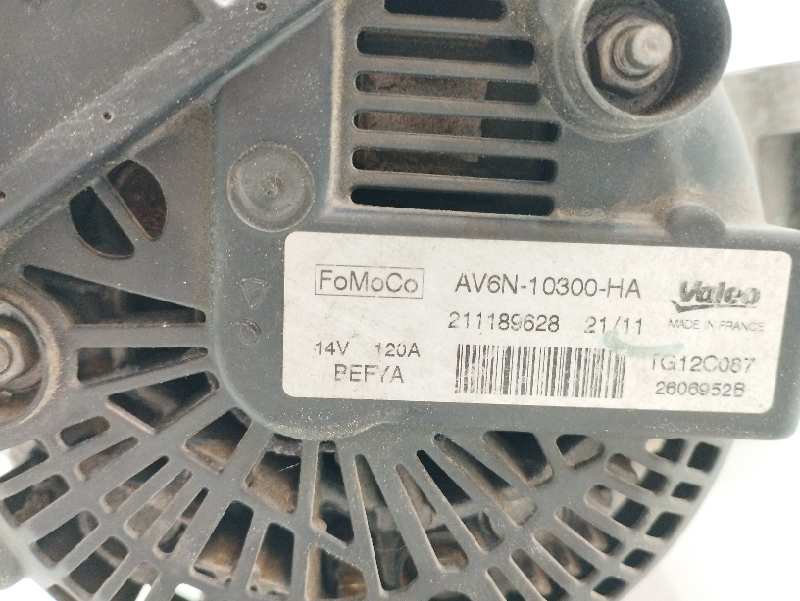 FoMoCo AV6N-10300-HA Valeo
211189628 21/11 MADE IN FRANCE
14V 120A TG12C087
BEFYA 2606952B